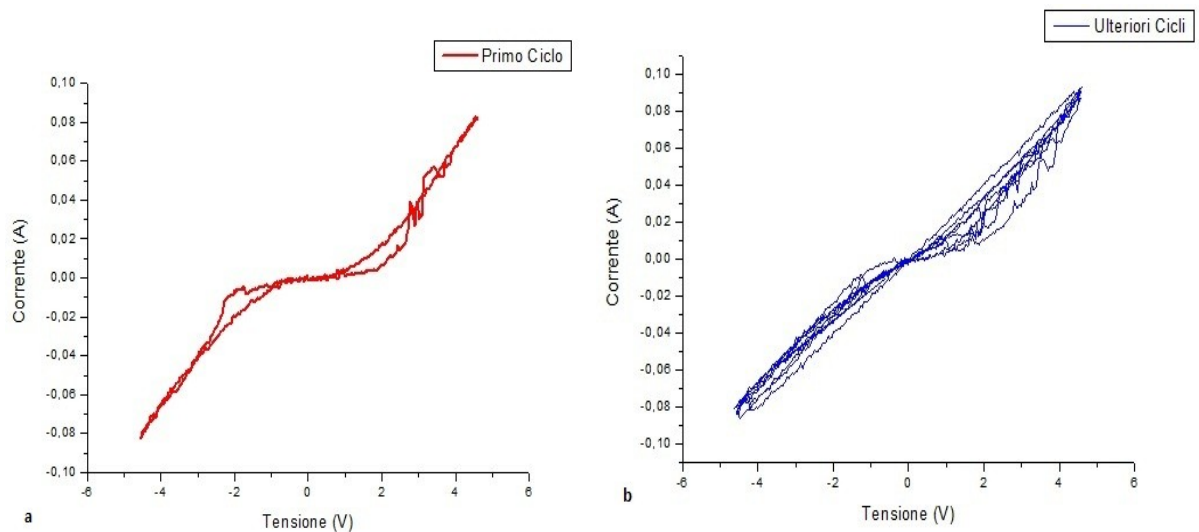 Primo Ciclo
0,10
0,08
0,06
0,04
0,02
0,00
-0,02
-0,04
-0,06
-0,08
-0,10
Corrente (A)
-6 -4 -2 0 2 4 6
Tensione (V)
a
Ulteriori Cicli
0,10
0,08
0,06
0,04
0,02
0,00
-0,02
-0,04
-0,06
-0,08
-0,10
Corrente (A)
-6 -4 -2 0 2 4 6
Tensione (V)
b